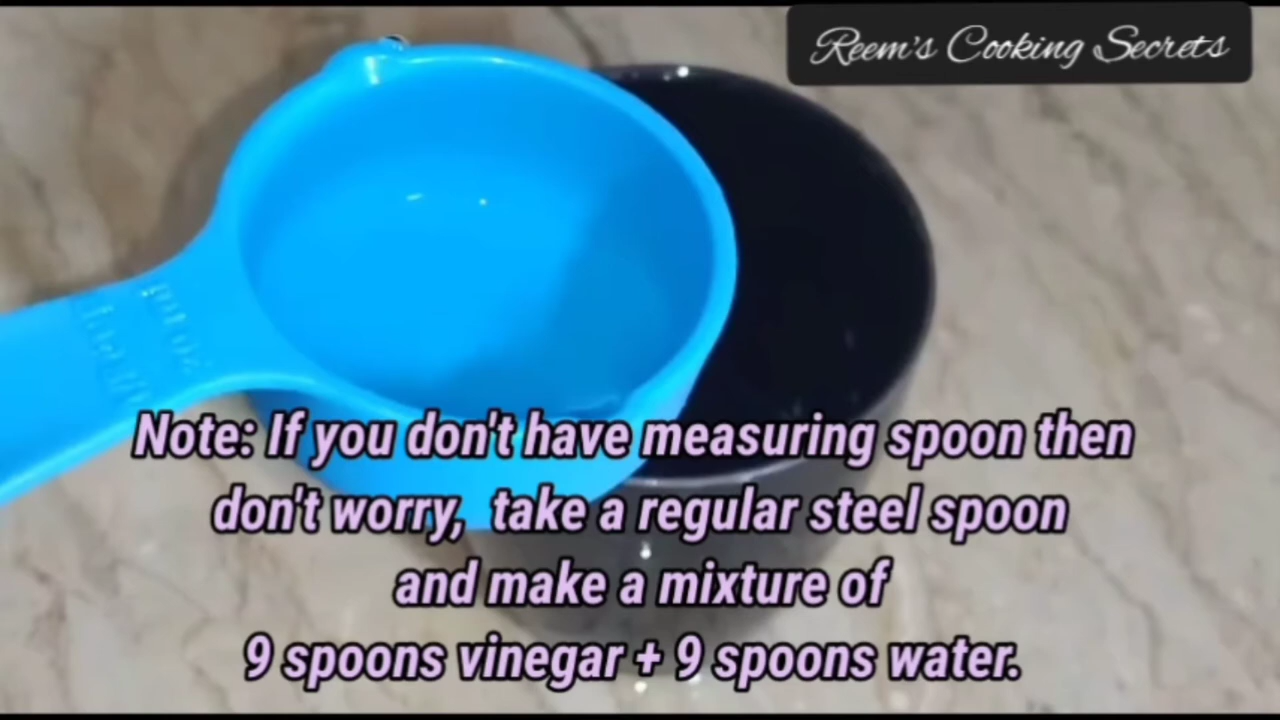 Reem's Cooking Secrets
Note: If you don't have measuring spoon then
don't worry, take a regular steel spoon
and make a mixture of
9 spoons vinegar + 9 spoons water.